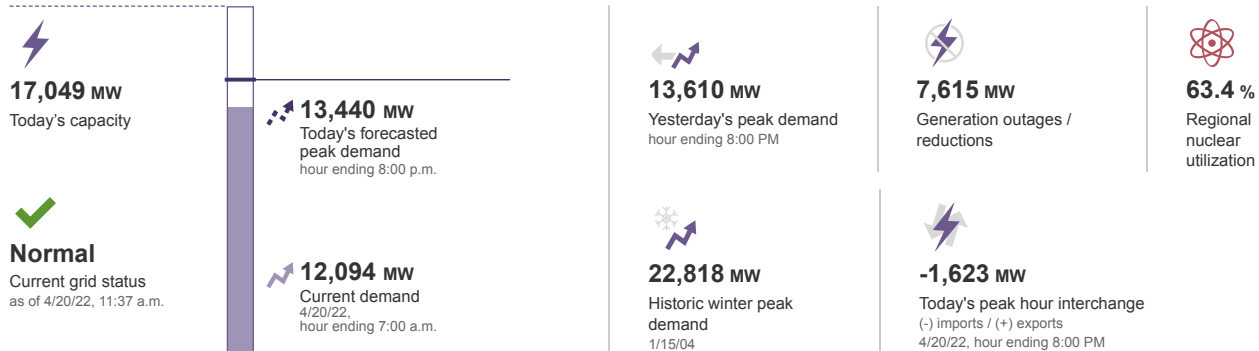 17,049 MW
Today's capacity
Normal
Current grid status
as of 4/20/22, 11:37 a.m.
13,440 MW
Today's forecasted
peak demand
hour ending 8:00 p.m.
12,094 MW
Current demand
4/20/22,
hour ending 7:00 a.m.
13,610 MW
Yesterday's peak demand
hour ending 8:00 PM
7,615 MW
Generation outages /
reductions
63.4 %
Regional
nuclear
utilization
22,818 MW
Historic winter peak
demand
1/15/04
-1,623 MW
Today's peak hour interchange
(-) imports / (+) exports
4/20/22, hour ending 8:00 PM